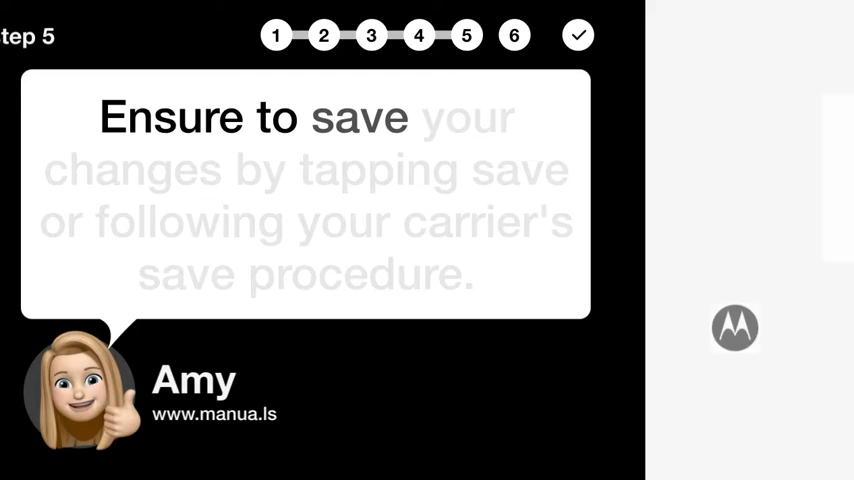 tep 5
1 2 3 4 5 6
Ensure to save your
changes by tapping save
or following your carrier's
save procedure.
Amy
www.manua.ls